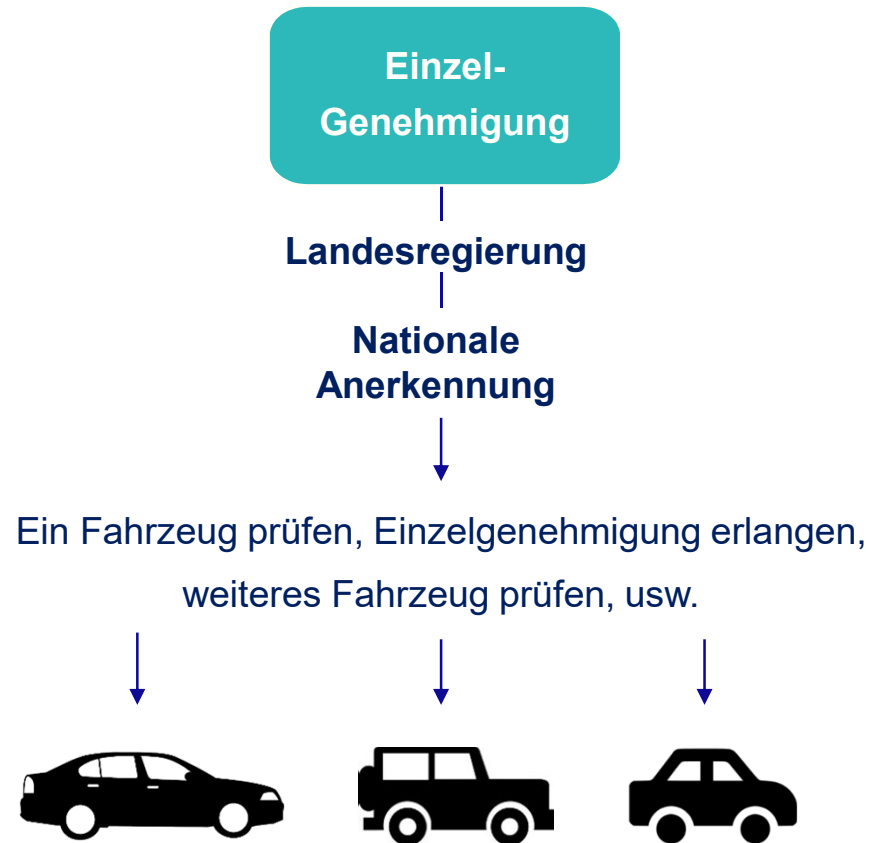 Einzel-
Genehmigung
Landesregierung
Nationale
Anerkennung
Ein Fahrzeug prüfen, Einzelgenehmigung erlangen,
weiteres Fahrzeug prüfen, usw.